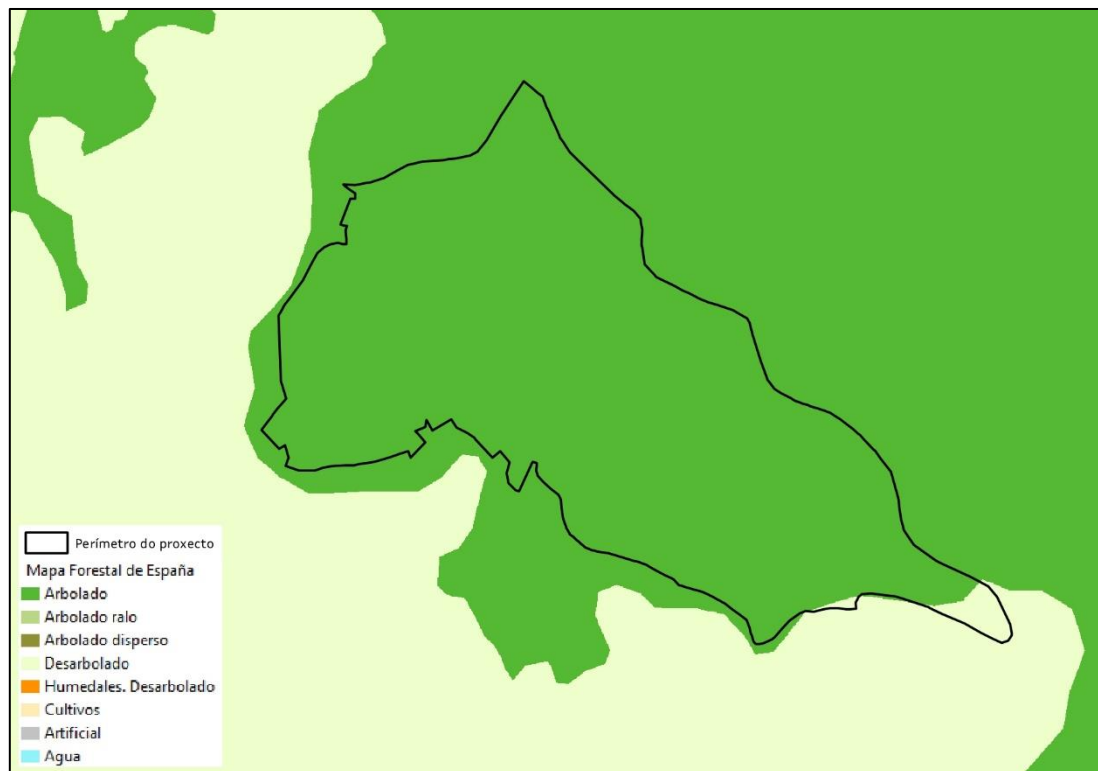 Perímetro do proxecto
Mapa Forestal de España
Arbolado
Arbolado ralo
Arbolado disperso
Desarbolado
Humedales. Desarbolado
Cultivos
Artificial
Agua